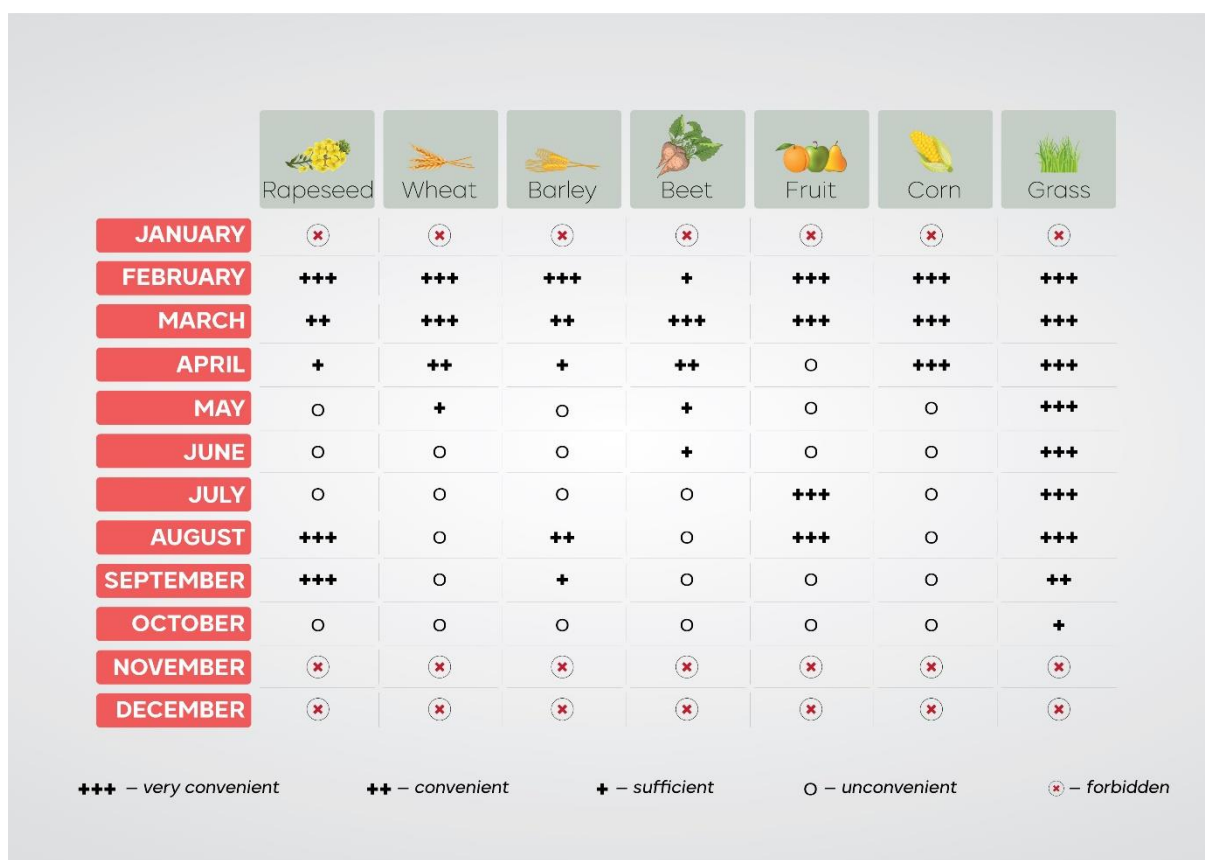 Rapeseed Wheat Barley Beet Fruit Corn Grass
JANUARY
FEBRUARY +++ +++ +++ + +++ +++ +++
MARCH ++ +++ ++ +++ +++ +++ +++
APRIL + ++ + ++ O +++ +++
MAY O + O + O O +++
JUNE O O O + O O +++
JULY O O O O +++ O +++
AUGUST +++ O ++ O +++ O +++
SEPTEMBER +++ O + O O O ++
OCTOBER O O O O O O +
NOVEMBER
DECEMBER
+++ – very convenient ++ – convenient + – sufficient O – unconvenient – forbidden